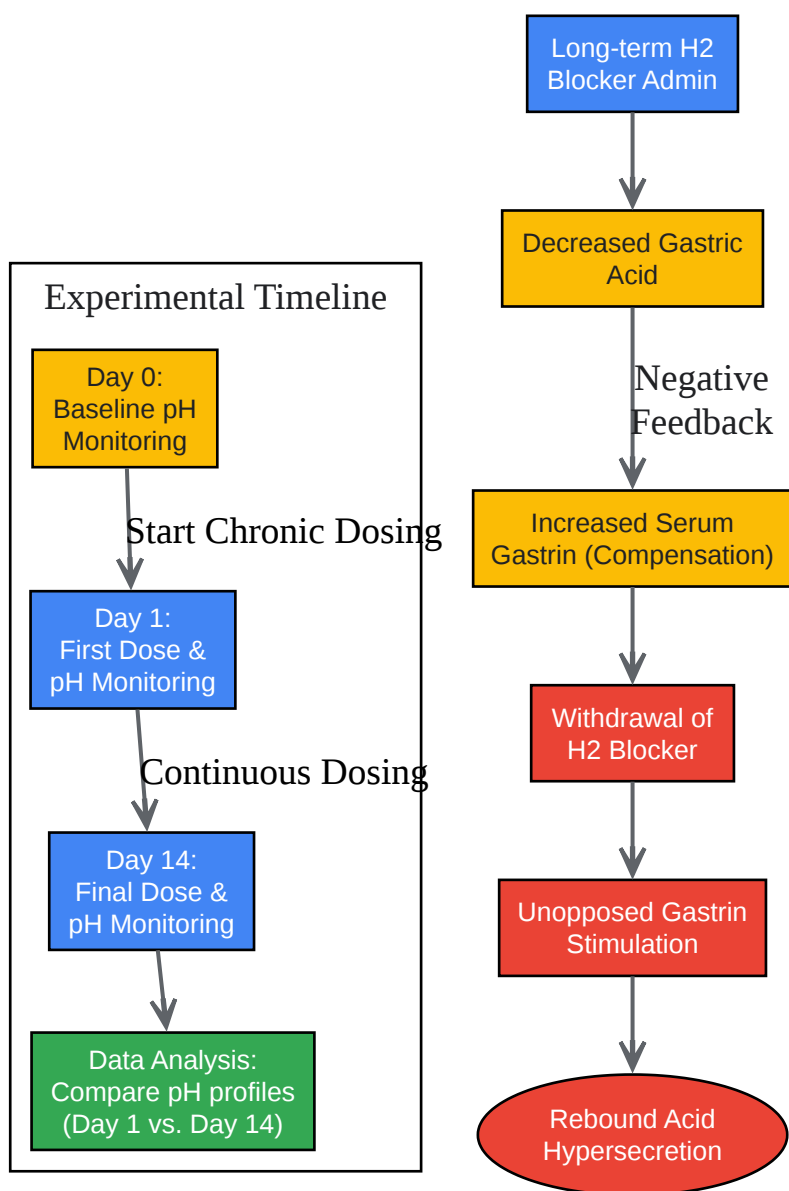 Long-term H2
Blocker Admin
Decreased Gastric
Acid
Negative
Feedback
Increased Serum
Gastrin (Compensation)
Withdrawal of
H2 Blocker
Unopposed Gastrin
Stimulation
Rebound Acid
Hypersecretion
Experimental Timeline
Day 0:
Baseline pH
Monitoring
Start Chronic Dosing
Day 1:
First Dose &
pH Monitoring
Continuous Dosing
Day 14:
Final Dose &
pH Monitoring
Data Analysis:
Compare pH profiles
(Day 1 vs. Day 14)